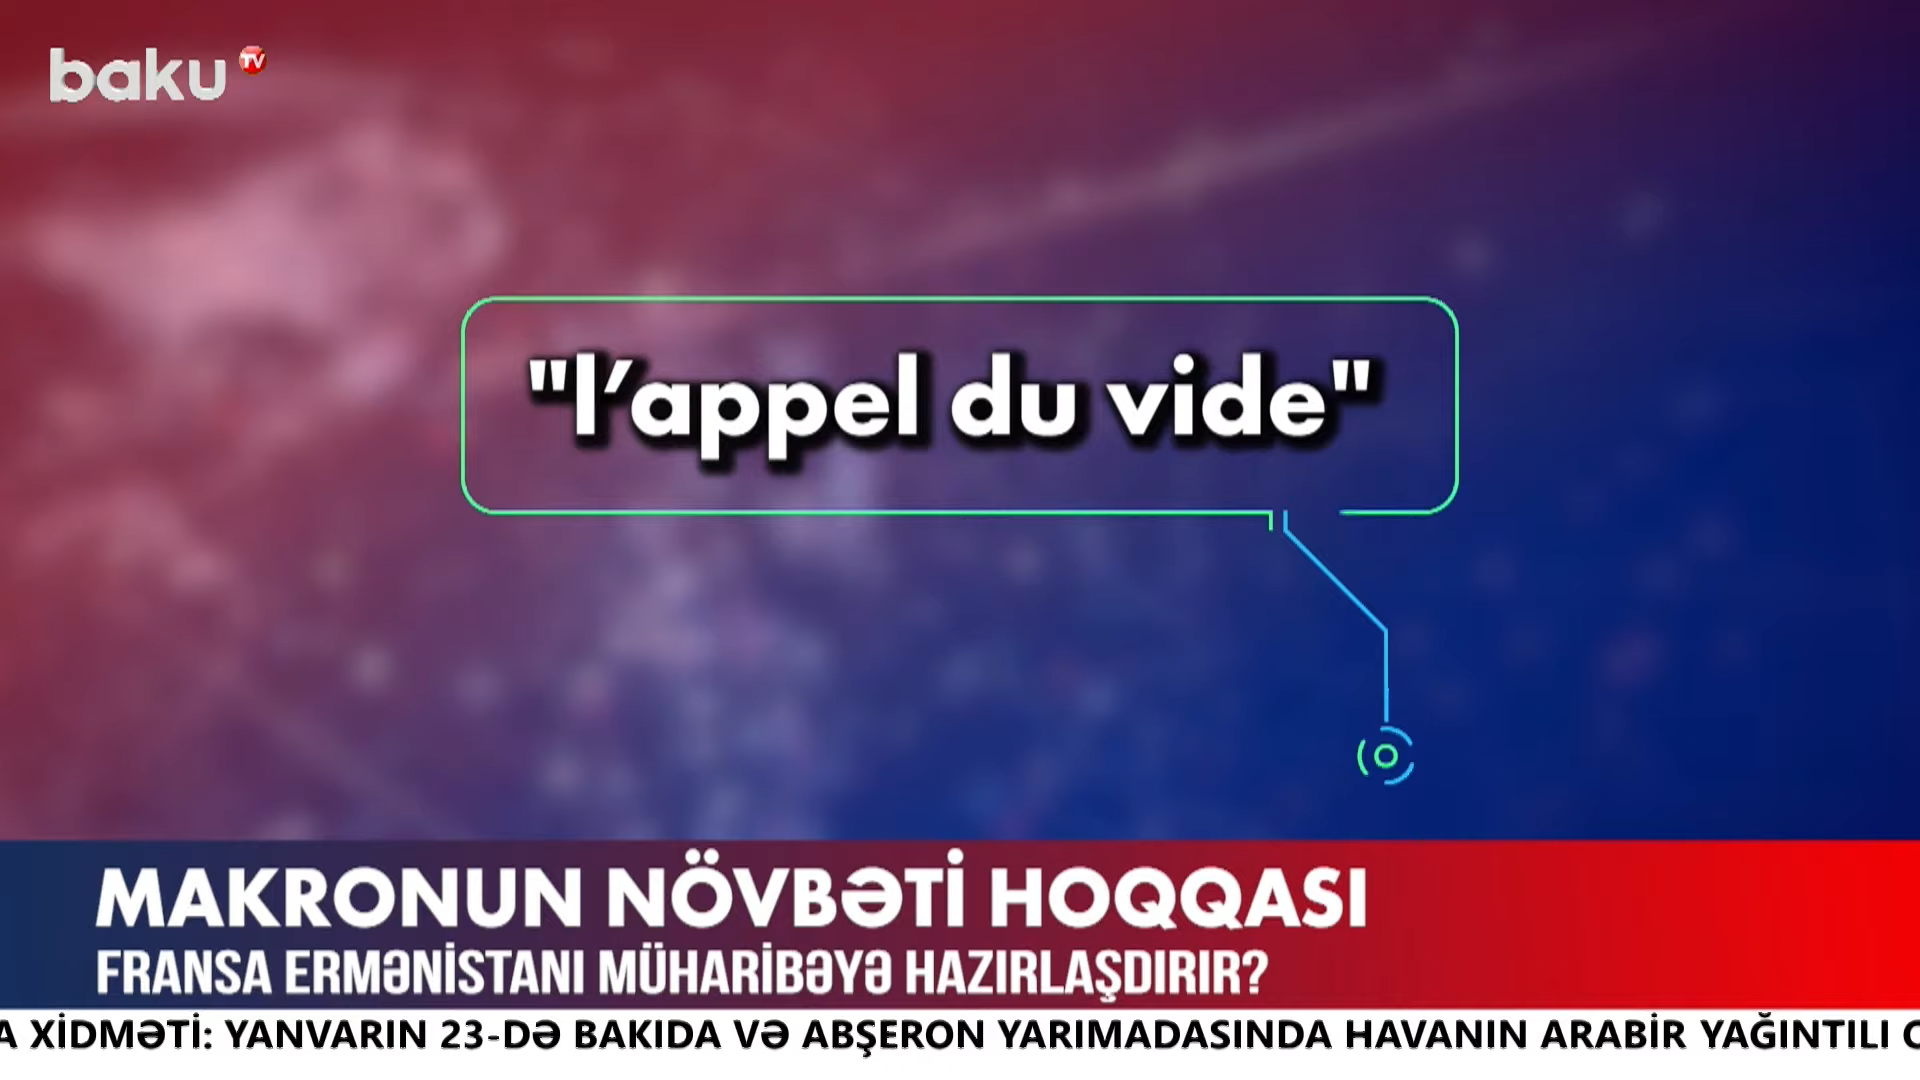 baku TV
"l’appel du vide"
MAKRONUN NÖVBƏTİ HOQQASI
FRANSA ERMƏNİSTANI MÜHARİBƏYƏ HAZIRLAŞDIRIR?
XİDMƏTİ: YANVARIN 23-DƏ BAKIDA VƏ ABŞERON YARIMADASINDA HAVANIN ARABİR YAĞINTILI